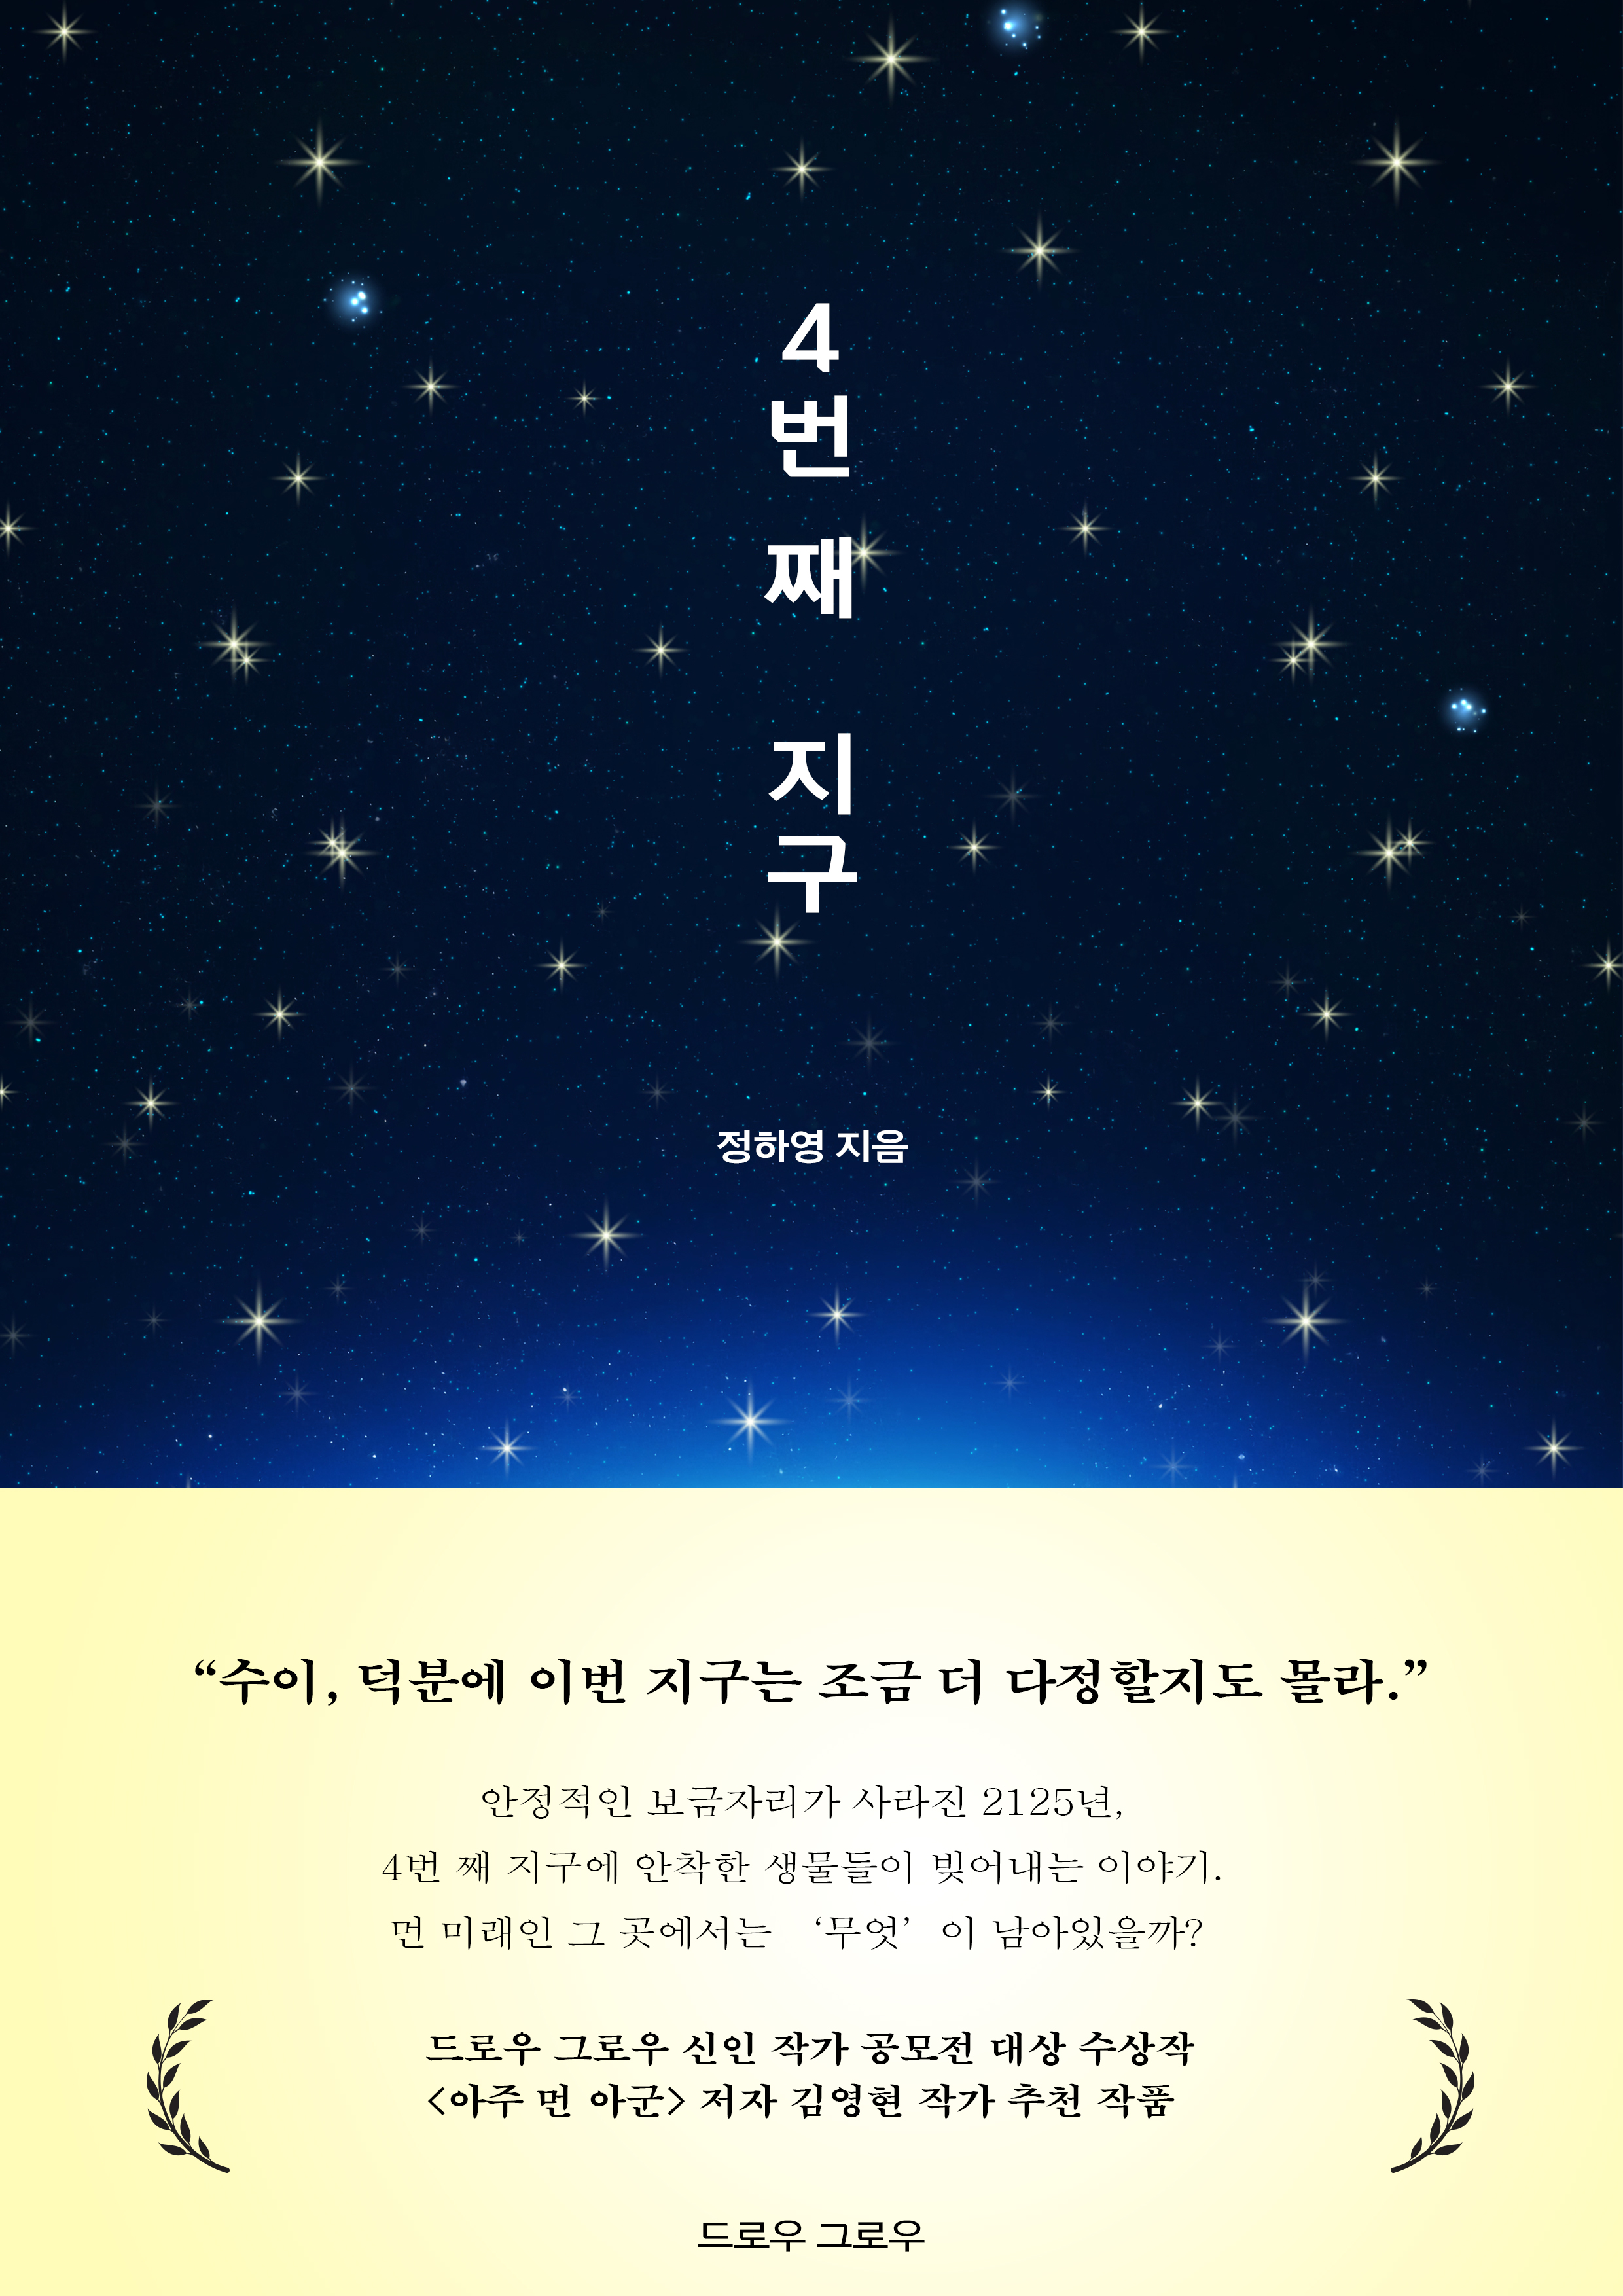 4번 째 지구
정하영 지음
“수이, 덕분에 이번 지구는 조금 더 다정할지도 몰라.”
안정적인 보금자리가 사라진 2125년,
4번 째 지구에 안착한 생물들이 빚어내는 이야기.
먼 미래인 그 곳에서는 ‘무엇’ 이 남아있을까?
드로우 그로우 신인 작가 공모전 대상 수상작
<아주 먼 아군> 저자 김영현 작가 추천 작품
드로우 그로우